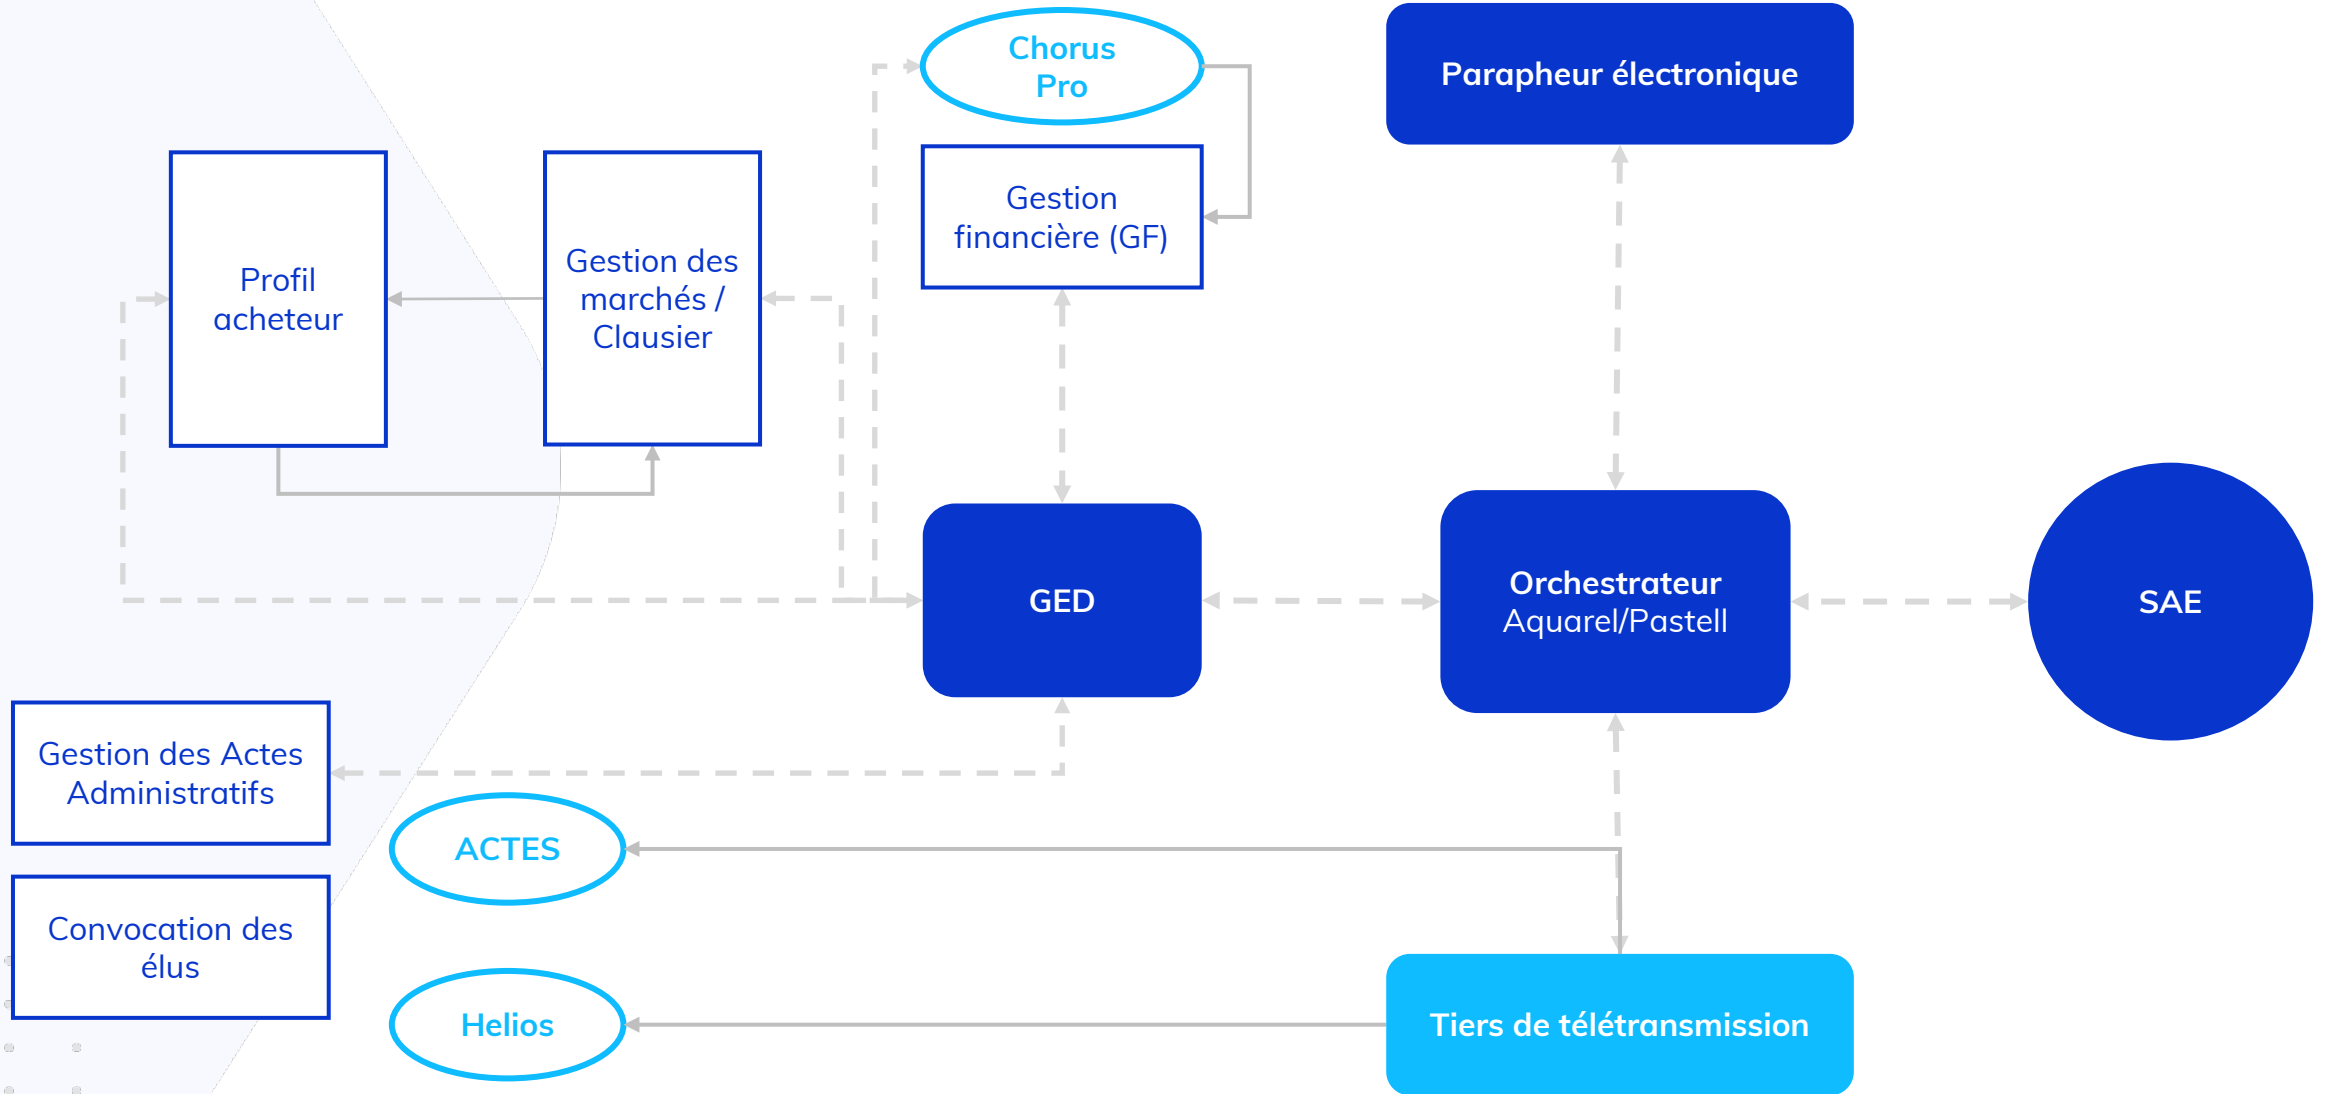 Chorus
Pro
Parapheur électronique
Gestion
financière (GF)
Profil
acheteur
Gestion des
marchés /
Clausier
GED
Orchestrateur
Aquarel/Pastell
SAE
Gestion des Actes
Administratifs
ACTES
Convocation des
élus
Helios
Tiers de télétransmission